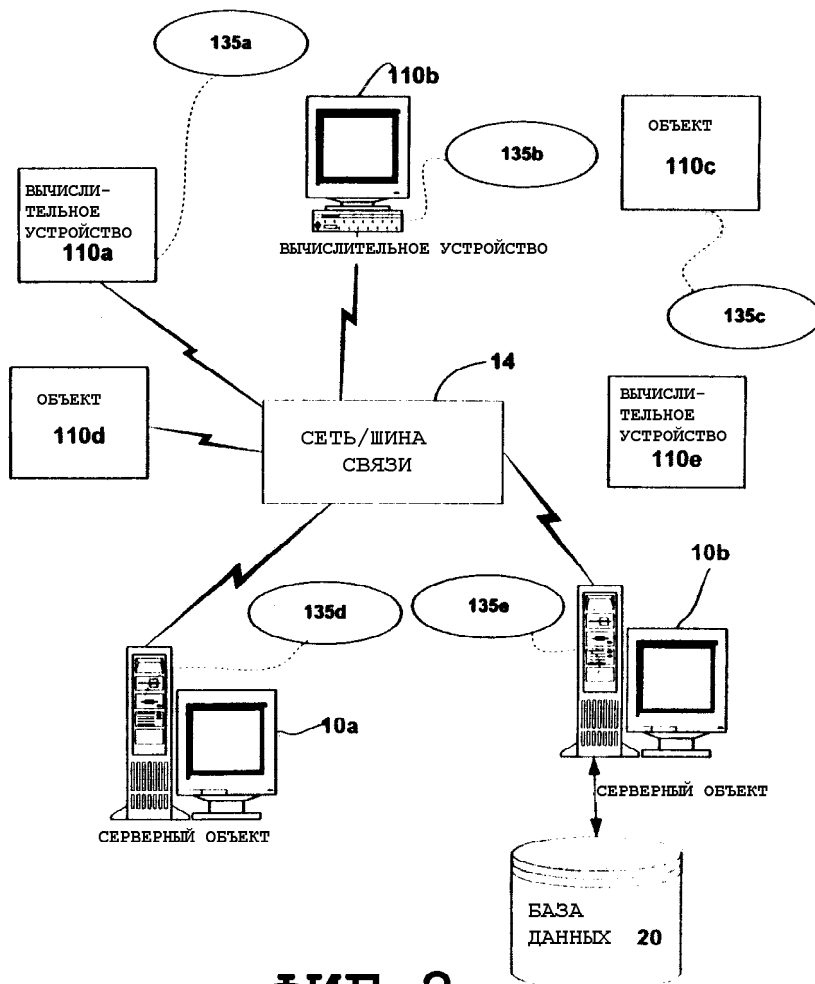 135a
110b
ОБЪЕКТ
110c
135b
ВЫЧИСЛИ-
ТЕЛЬНОЕ
УСТРОЙСТВО
110a
ВЫЧИСЛИТЕЛЬНОЕ УСТРОЙСТВО
135c
14
ОБЪЕКТ
110d
СЕТЬ/ШИНА
СВЯЗИ
ВЫЧИСЛИ-
ТЕЛЬНОЕ
УСТРОЙСТВО
110e
10b
135d
135e
10a
СЕРВЕРНЫЙ ОБЪЕКТ
СЕРВЕРНЫЙ ОБЪЕКТ
БАЗА
ДАННЫХ 20